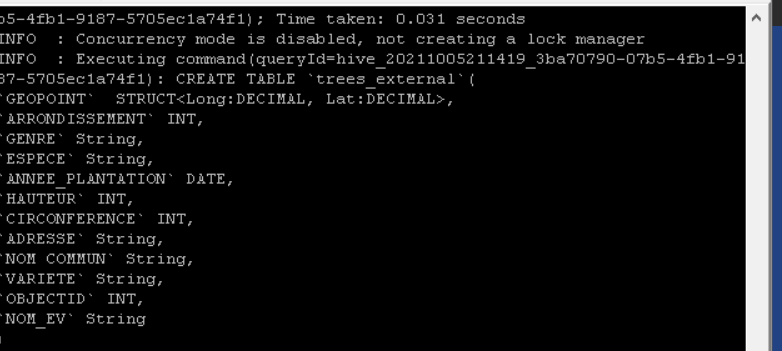 b5-4fb1-9187-5705ec1a74f1); Time taken: 0.031 seconds
INFO  : Concurrency mode is disabled, not creating a lock manager
INFO  : Executing command(queryId=hive_20211005211419_3ba70790-07b5-4fb1-91
87-5705ec1a74f1): CREATE TABLE `trees_external`(
`GEOPOINT`  STRUCT<Long:DECIMAL, Lat:DECIMAL>,
`ARRONDISSEMENT` INT,
`GENRE` String,
`ESPECE` String,
`ANNEE_PLANTATION` DATE,
`HAUTEUR` INT,
`CIRCONFERENCE` INT,
`ADRESSE` String,
`NOM COMMUN` String,
`VARIETE` String,
`OBJECTID` INT,
`NOM_EV` String